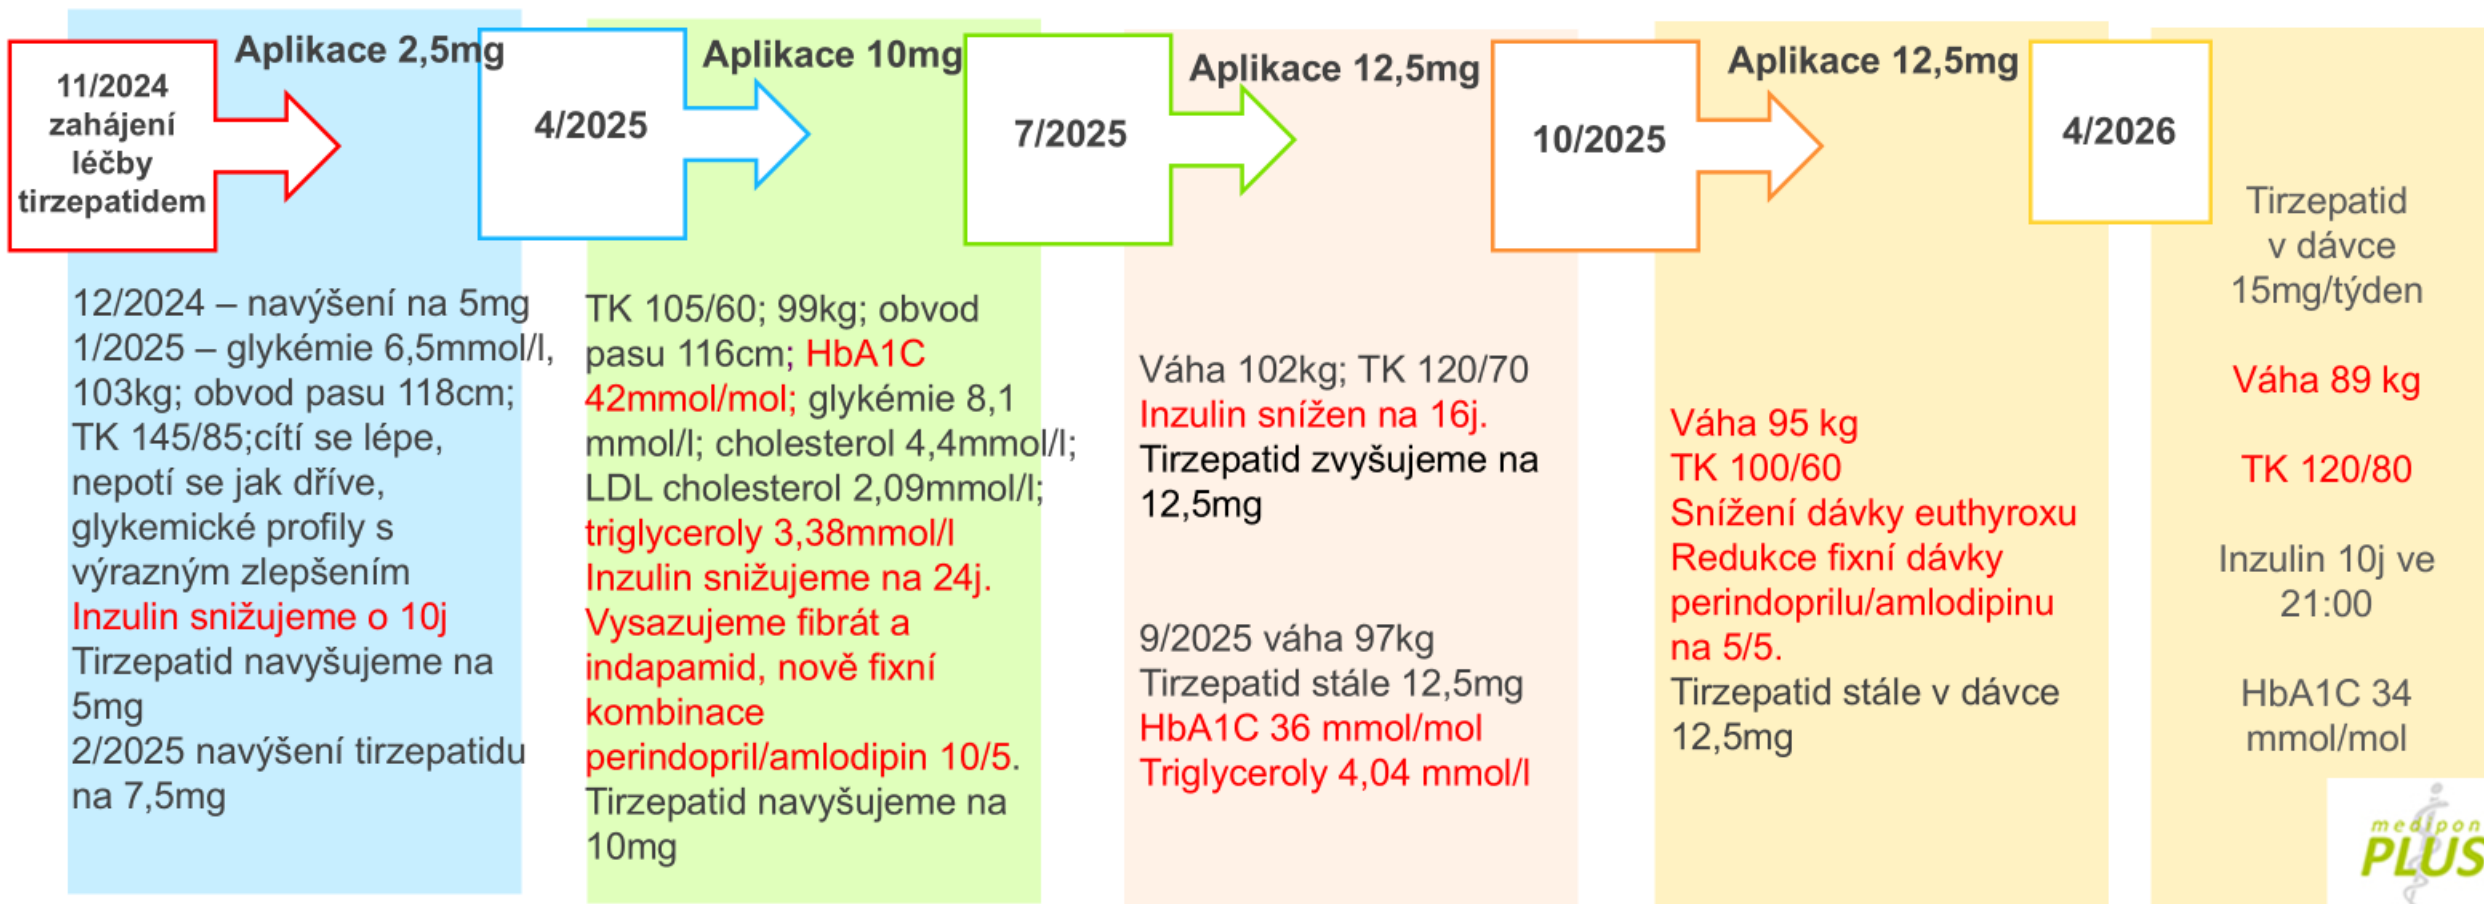 11/2024
zahájení
léčby
tirzepatidem
Aplikace 2,5mg
12/2024 – navýšení na 5mg
1/2025 – glykémie 6,5mmol/l,
103kg; obvod pasu 118cm;
TK 145/85;cítí se lépe,
nepotí se jak dříve,
glykemické profily s
výrazným zlepšením
Inzulin snižujeme o 10j
Tirzepatid navyšujeme na
5mg
2/2025 navýšení tirzepatidu
na 7,5mg
4/2025
Aplikace 10mg
TK 105/60; 99kg; obvod
pasu 116cm; HbA1C
42mmol/mol; glykémie 8,1
mmol/l; cholesterol 4,4mmol/l;
LDL cholesterol 2,09mmol/l;
triglyceroly 3,38mmol/l
Inzulin snižujeme na 24j.
Vysazujeme fibrát a
indapamid, nově fixní
kombinace
perindopril/amlodipin 10/5.
Tirzepatid navyšujeme na
10mg
7/2025
Aplikace 12,5mg
Váha 102kg; TK 120/70
Inzulin snížen na 16j.
Tirzepatid zvyšujeme na
12,5mg
9/2025 váha 97kg
Tirzepatid stále 12,5mg
HbA1C 36 mmol/mol
Triglyceroly 4,04 mmol/l
10/2025
Aplikace 12,5mg
Váha 95 kg
TK 100/60
Snížení dávky euthyroxu
Redukce fixní dávky
perindoprilu/amlodipinu
na 5/5.
Tirzepatid stále v dávce
12,5mg
4/2026
Tirzepatid
v dávce
15mg/týden
Váha 89 kg
TK 120/80
Inzulin 10j ve
21:00
HbA1C 34
mmol/mol
medipon
PLUS